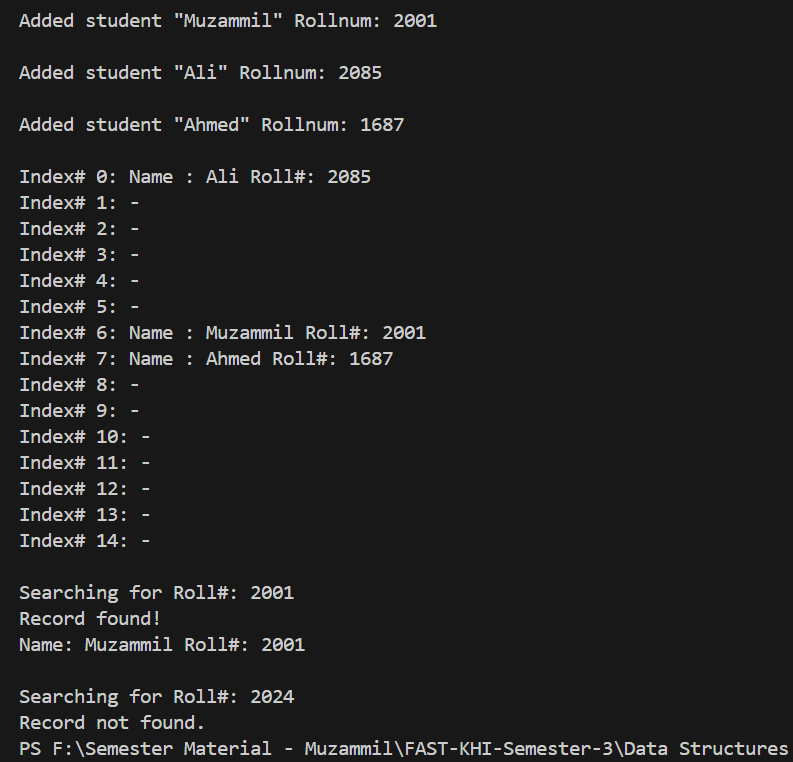 Added student "Muzammil" Rollnum: 2001
Added student "Ali" Rollnum: 2085
Added student "Ahmed" Rollnum: 1687
Index# 0: Name : Ali Roll#: 2085
Index# 1: -
Index# 2: -
Index# 3: -
Index# 4: -
Index# 5: -
Index# 6: Name : Muzammil Roll#: 2001
Index# 7: Name : Ahmed Roll#: 1687
Index# 8: -
Index# 9: -
Index# 10: -
Index# 11: -
Index# 12: -
Index# 13: -
Index# 14: -
Searching for Roll#: 2001
Record found!
Name: Muzammil Roll#: 2001
Searching for Roll#: 2024
Record not found.
PS F:\Semester Material - Muzammil\FAST-KHI-Semester-3\Data Structures